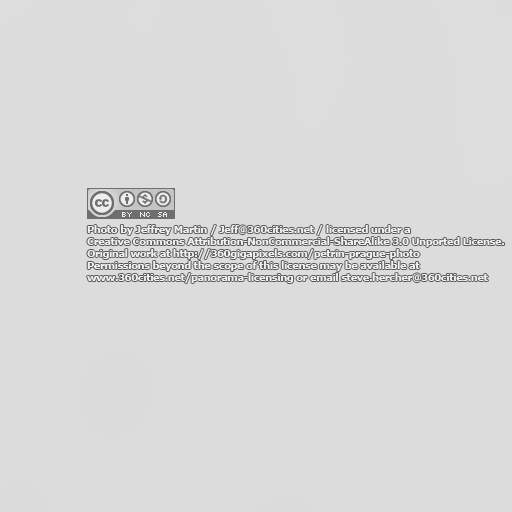 cc
BY NC SA
Photo by Jeffrey Martin / Jeff@360cities.net / licensed under a
Creative Commons Attribution-NonCommercial-ShareAlike 3.0 Unported License.
Original work at http://360gigapixels.com/petrin-prague-photo
Permissions beyond the scope of this license may be available at
www.360cities.net/panorama-licensing or email steve.hercher@360cities.net